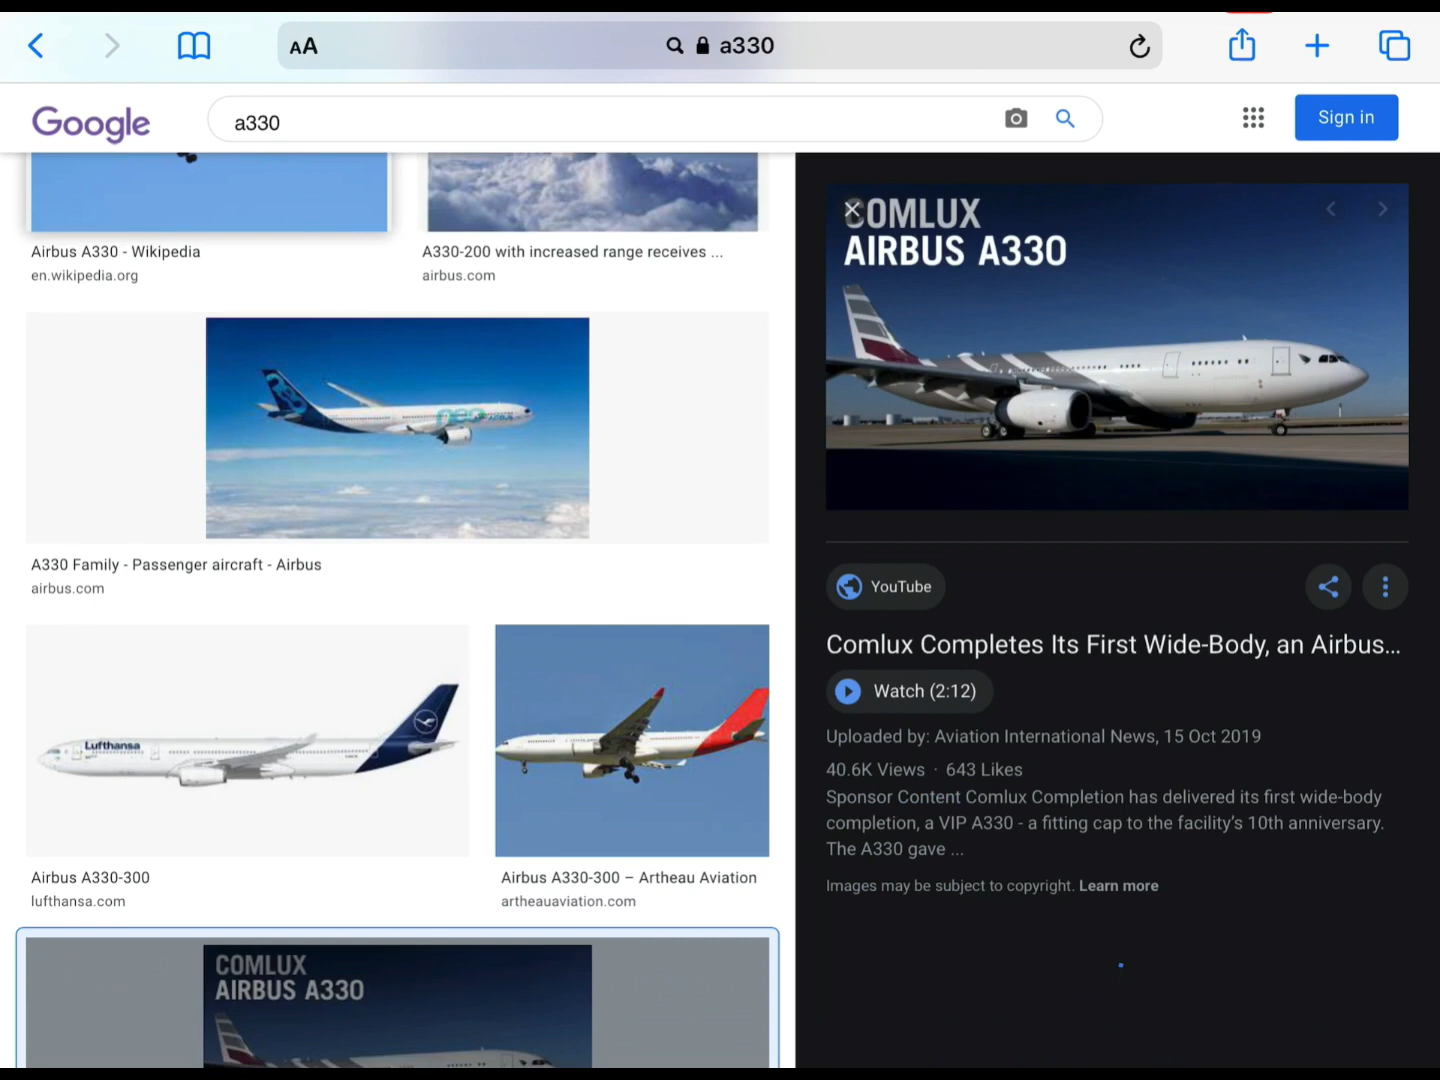 AA
a330
Google
a330
Sign in
Airbus A330 - Wikipedia
en.wikipedia.org
A330-200 with increased range receives ...
airbus.com
neo
A330 Family - Passenger aircraft - Airbus
airbus.com
Lufthansa
Airbus A330-300
lufthansa.com
Airbus A330-300 – Artheau Aviation
artheauaviation.com
COMLUX
AIRBUS A330
COMLUX
AIRBUS A330
YouTube
Comlux Completes Its First Wide-Body, an Airbus...
Watch (2:12)
Uploaded by: Aviation International News, 15 Oct 2019
40.6K Views · 643 Likes
Sponsor Content Comlux Completion has delivered its first wide-body
completion, a VIP A330 - a fitting cap to the facility's 10th anniversary.
The A330 gave ...
Images may be subject to copyright. Learn more